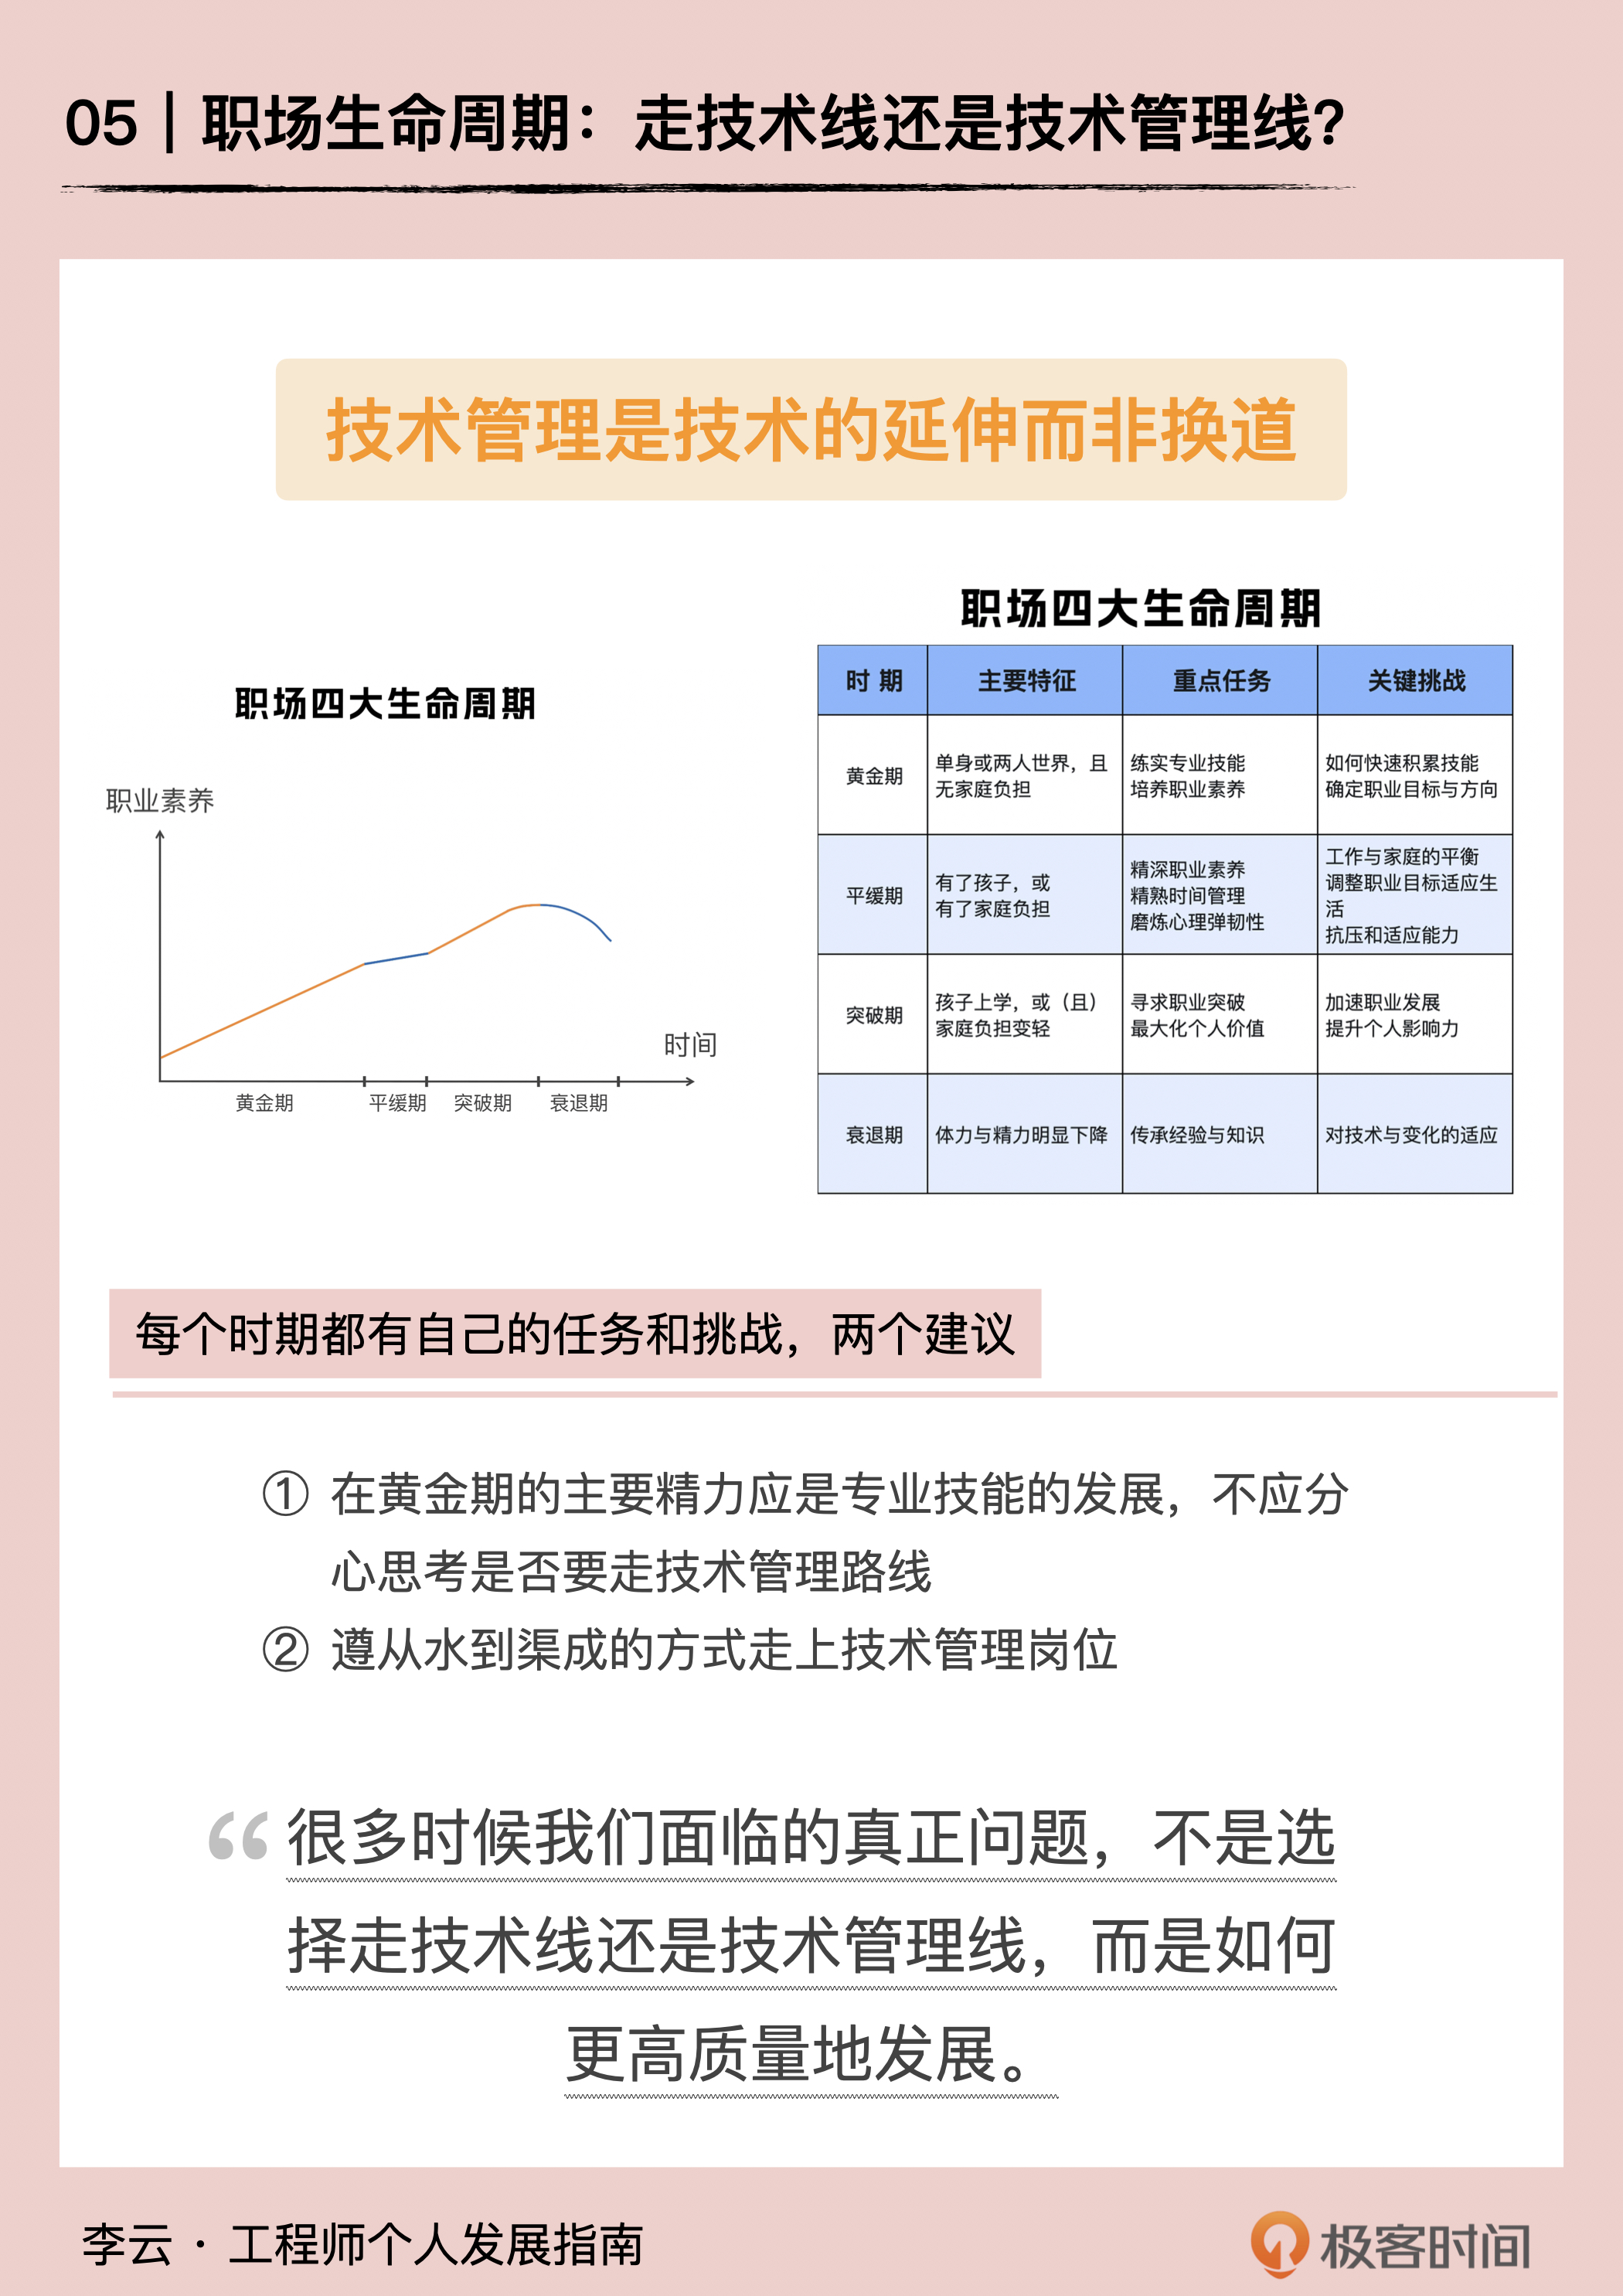 05｜职场生命周期：走技术线还是技术管理线？
技术管理是技术的延伸而非换道
职场四大生命周期
职业素养
时间
黄金期 平缓期 突破期 衰退期
职场四大生命周期
时 期 主要特征 重点任务 关键挑战
黄金期
单身或两人世界，且
无家庭负担
练实专业技能
培养职业素养
如何快速积累技能
确定职业目标与方向
平缓期
有了孩子，或
有了家庭负担
精深职业素养
精熟时间管理
磨炼心理弹韧性
工作与家庭的平衡
调整职业目标适应生
活
抗压和适应能力
突破期
孩子上学，或（且）
家庭负担变轻
寻求职业突破
最大化个人价值
加速职业发展
提升个人影响力
衰退期
体力与精力明显下降
传承经验与知识
对技术与变化的适应
每个时期都有自己的任务和挑战，两个建议
① 在黄金期的主要精力应是专业技能的发展，不应分
心思考是否要走技术管理路线
② 遵从水到渠成的方式走上技术管理岗位
“很多时候我们面临的真正问题，不是选
择走技术线还是技术管理线，而是如何
更高质量地发展。
李云 · 工程师个人发展指南
极客时间